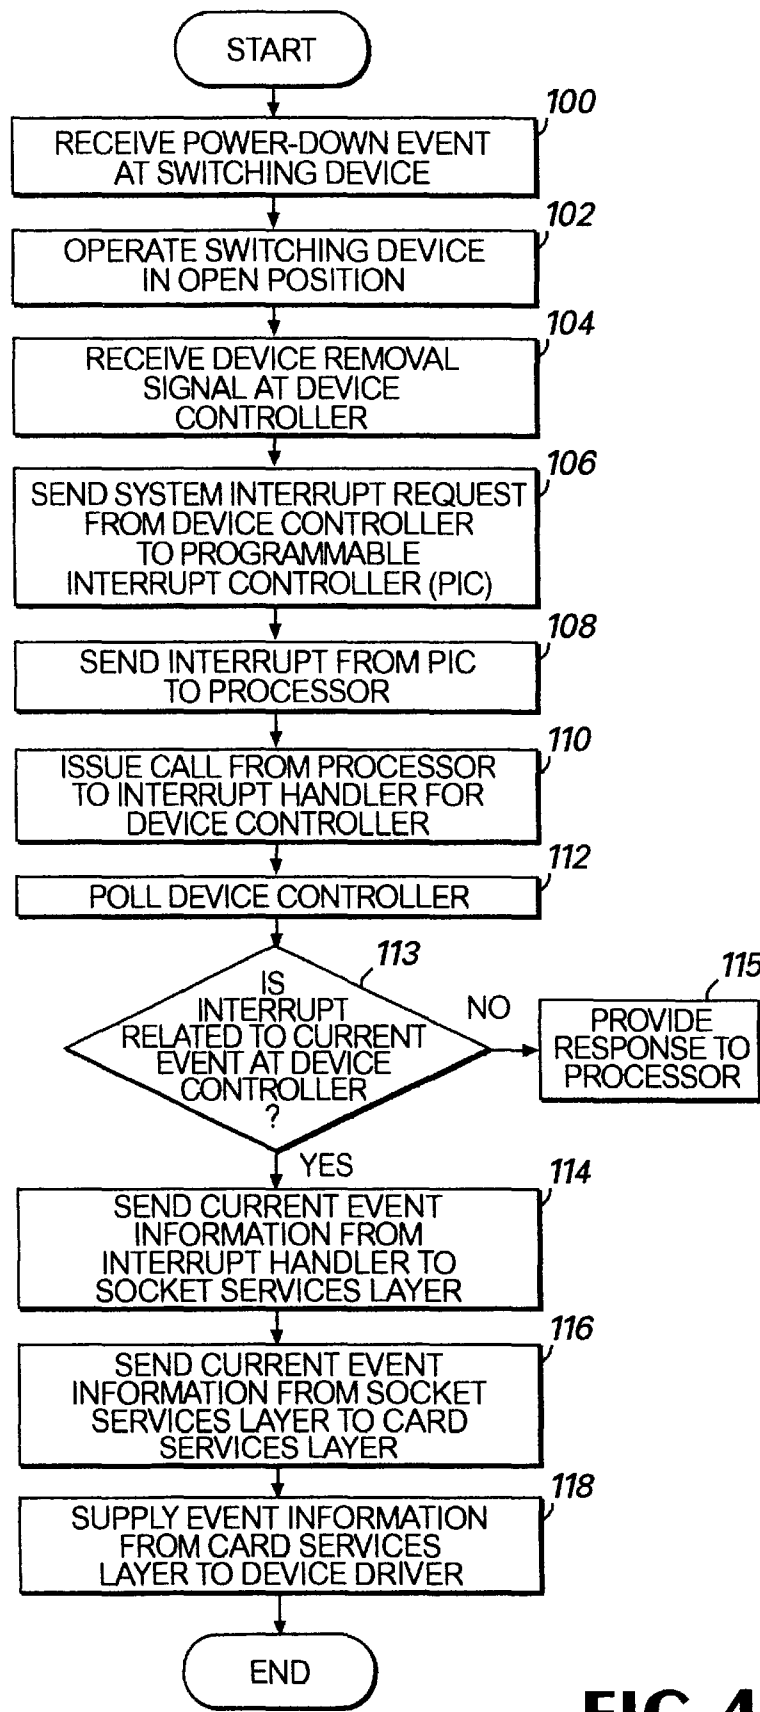 START
100
RECEIVE POWER-DOWN EVENT
AT SWITCHING DEVICE
102
OPERATE SWITCHING DEVICE
IN OPEN POSITION
104
RECEIVE DEVICE REMOVAL
SIGNAL AT DEVICE
CONTROLLER
106
SEND SYSTEM INTERRUPT REQUEST
FROM DEVICE CONTROLLER
TO PROGRAMMABLE
INTERRUPT CONTROLLER (PIC)
108
SEND INTERRUPT FROM PIC
TO PROCESSOR
110
ISSUE CALL FROM PROCESSOR
TO INTERRUPT HANDLER FOR
DEVICE CONTROLLER
112
POLL DEVICE CONTROLLER
113
IS
INTERRUPT
RELATED TO CURRENT
EVENT AT DEVICE
CONTROLLER
?
NO
115
PROVIDE
RESPONSE TO
PROCESSOR
YES
114
SEND CURRENT EVENT
INFORMATION FROM
INTERRUPT HANDLER TO
SOCKET SERVICES LAYER
116
SEND CURRENT EVENT
INFORMATION FROM SOCKET
SERVICES LAYER TO CARD
SERVICES LAYER
118
SUPPLY EVENT INFORMATION
FROM CARD SERVICES
LAYER TO DEVICE DRIVER
END
FIG. 4